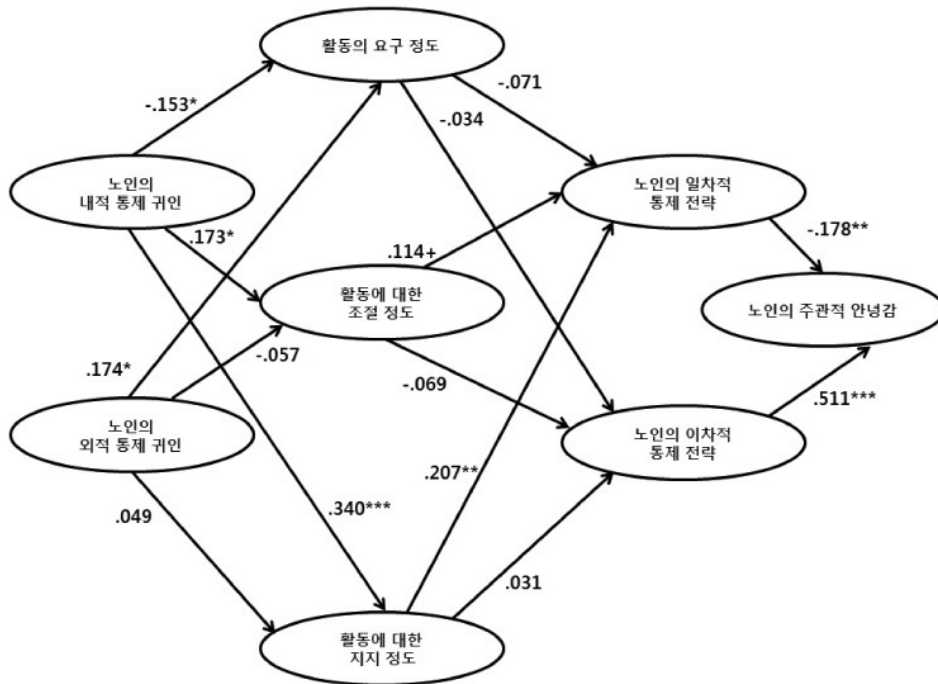 활동의 요구 정도
-.071
-.153*
-.034
노인의
내적 통제 귀인
노인의 일차적
통제 전략
.173*
.114+
-.178**
활동에 대한
조절 정도
노인의 주관적 안녕감
-.057
.174*
-.069
.511***
노인의
외적 통제 귀인
노인의 이차적
통제 전략
.207**
.049
.340***
.031
활동에 대한
지지 정도